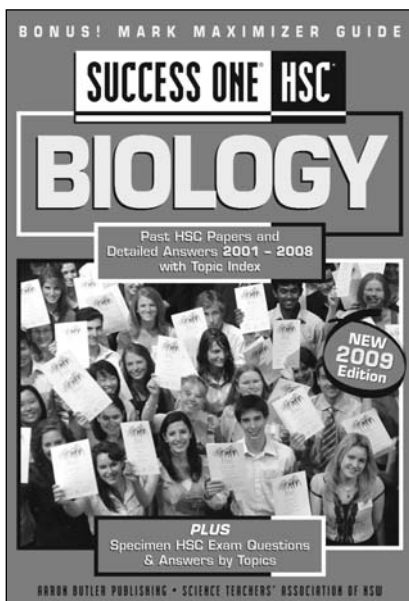 BONUS! MARK MAXIMIZER GUIDE
SUCCESS ONE® HSC®
BIOLOGY
Past HSC Papers and
Detailed Answers 2001 – 2008
with Topic Index
NEW
2009
Edition
PLUS
Specimen HSC Exam Questions
& Answers by Topics
AARON BUTLER PUBLISHING • SCIENCE TEACHERS' ASSOCIATION OF NSW